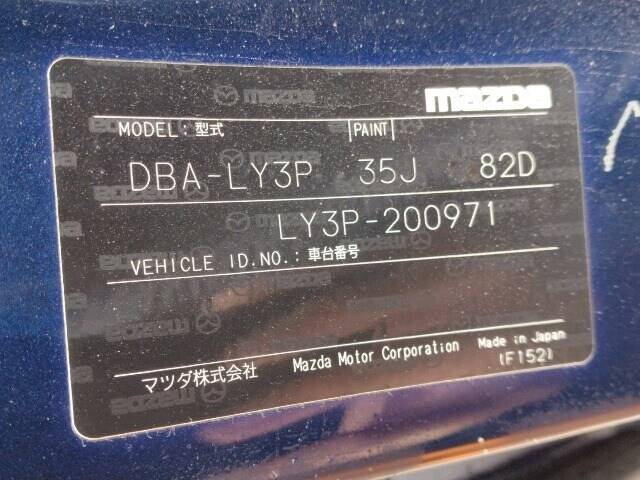 mazda
MODEL: 型式 PAINT
DBA-LY3P 35J 82D
LY3P-200971
VEHICLE ID.NO.: 車台番号
マツダ株式会社 Mazda Motor Corporation Made in Japan
(F152)